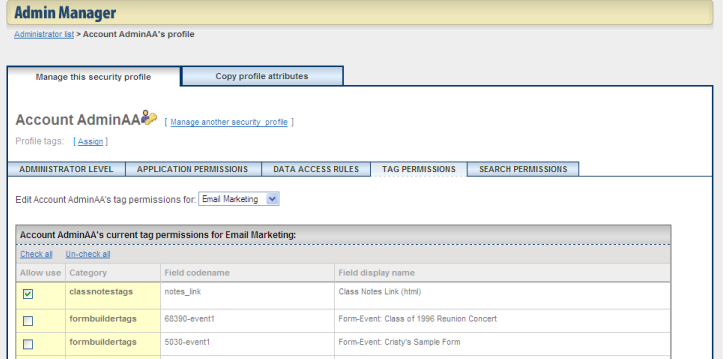 Admin Manager
Administrator list > Account AdminAA's profile
Manage this security profile Copy profile attributes
Account AdminAA [ Manage another security profile ]
Profile tags: [ Assign ]
ADMINISTRATOR LEVEL APPLICATION PERMISSIONS DATA ACCESS RULES TAG PERMISSIONS SEARCH PERMISSIONS
Edit Account AdminAA's tag permissions for: Email Marketing
Account AdminAA's current tag permissions for Email Marketing:
Check all Un-check all
Allow use Category Field codename Field display name
classnotestags notes_link Class Notes Link (html)
formbuildertags 68390-event1 Form-Event: Class of 1996 Reunion Concert
formbuildertags 5030-event1 Form-Event: Cristy's Sample Form